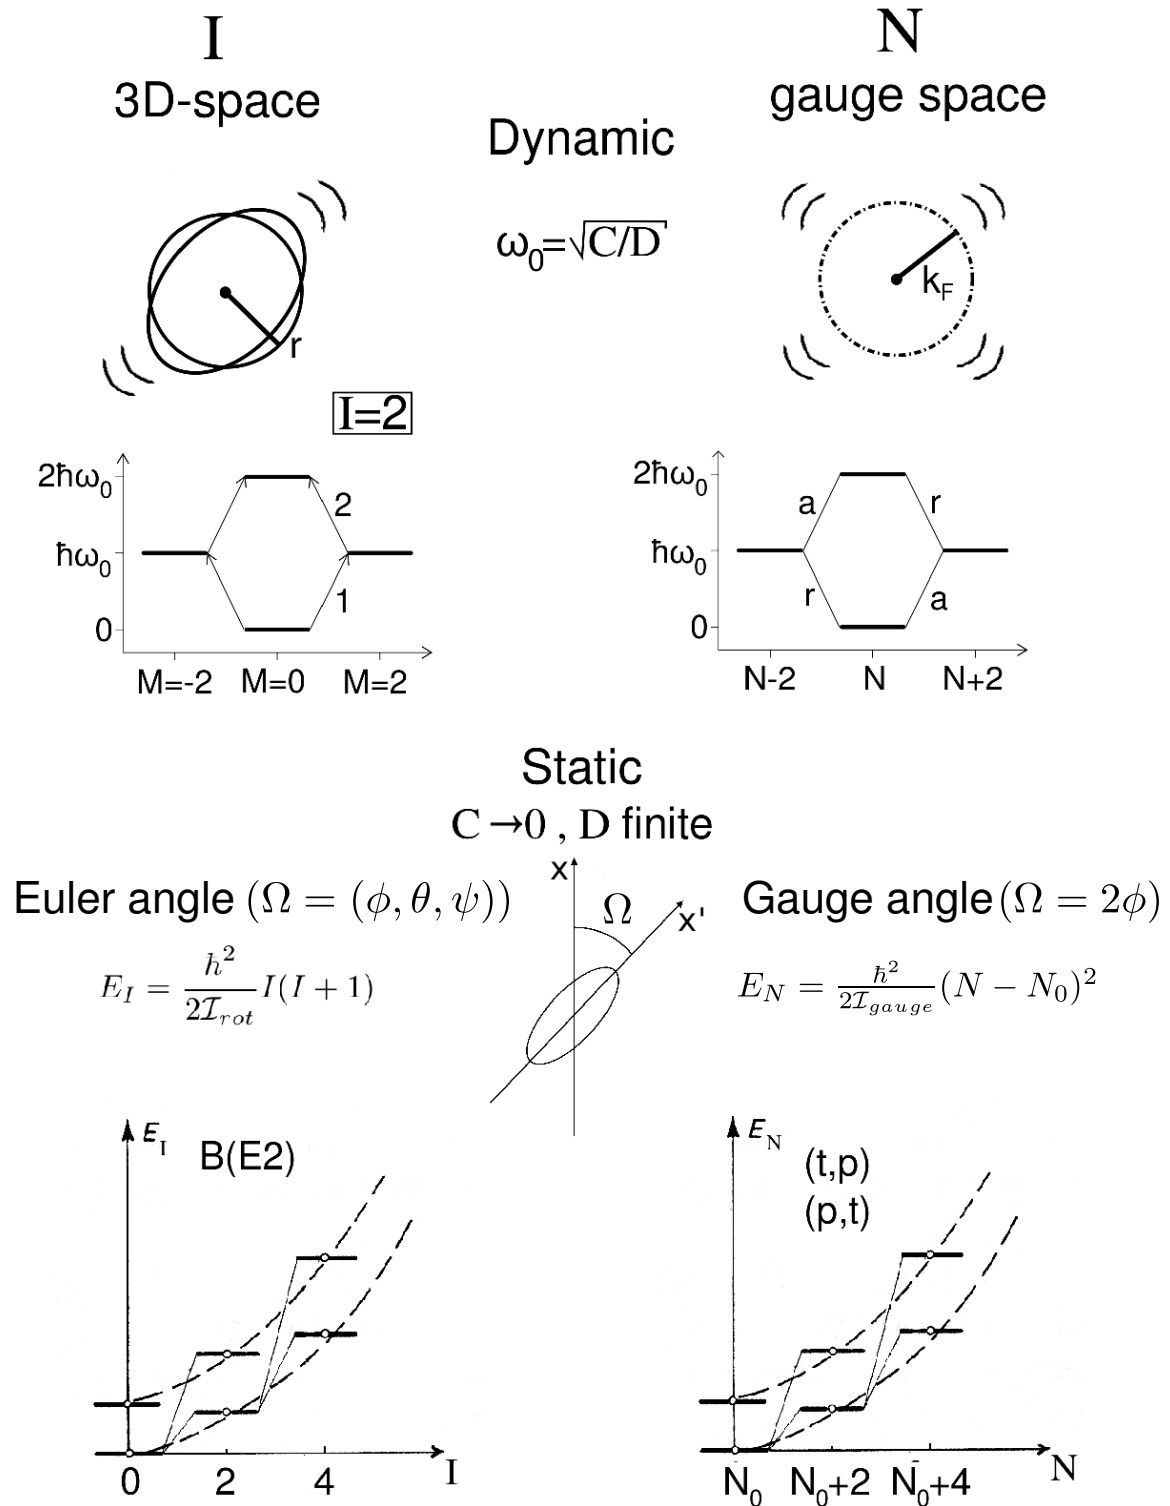 I
3D-space
N
gauge space
Dynamic
ω₀=√C/D
r
k_F
I=2
2ħω₀
ħω₀
0
2
1
M=-2 M=0 M=2
2ħω₀
ħω₀
0
a r
r a
N-2 N N+2
Static
C→0 , D finite
Euler angle (Ω = (ϕ, θ, ψ))
E_I = ħ²/2𝓘_rot I(I + 1)
x
Ω
x'
Gauge angle (Ω = 2ϕ)
E_N = ħ²/2𝓘_gauge (N − N₀)²
E_I
B(E2)
0 2 4 I
E_N
(t,p)
(p,t)
N₀ N₀+2 N₀+4 N